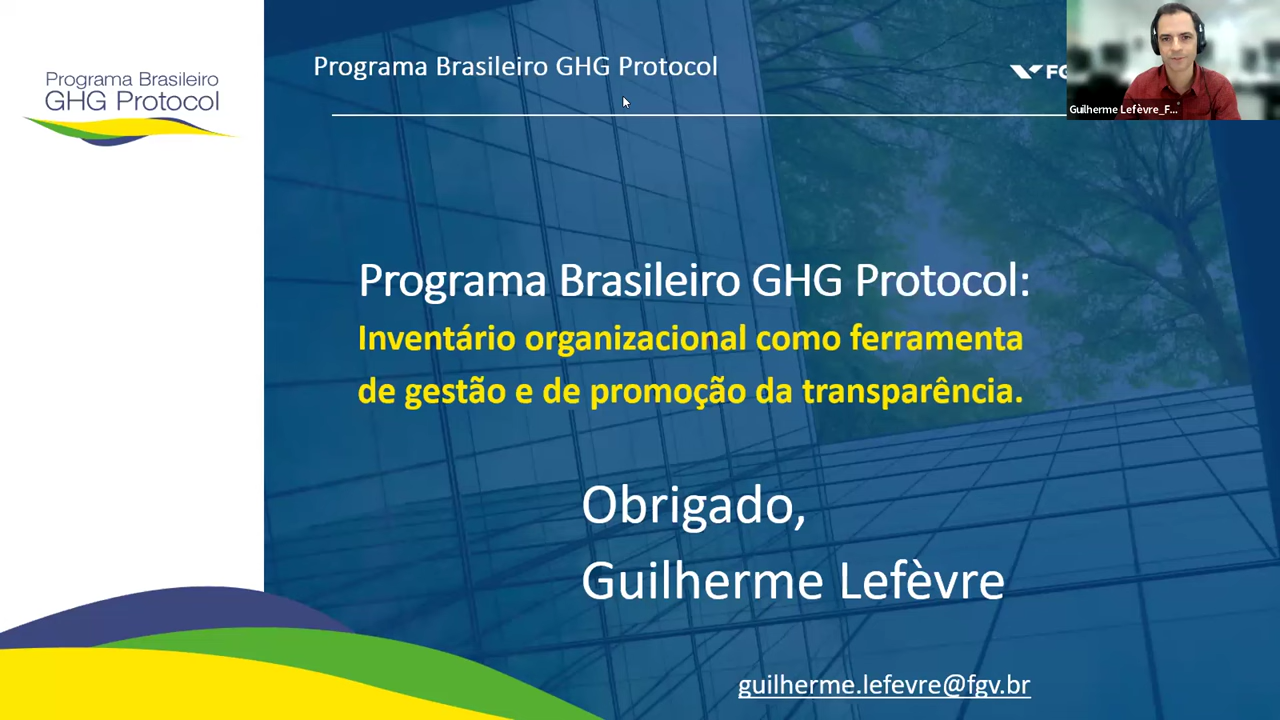 Programa Brasileiro
GHG Protocol
Programa Brasileiro GHG Protocol
Guilherme Lefèvre_F...
Programa Brasileiro GHG Protocol:
Inventário organizacional como ferramenta
de gestão e de promoção da transparência.
Obrigado,
Guilherme Lefèvre
guilherme.lefevre@fgv.br